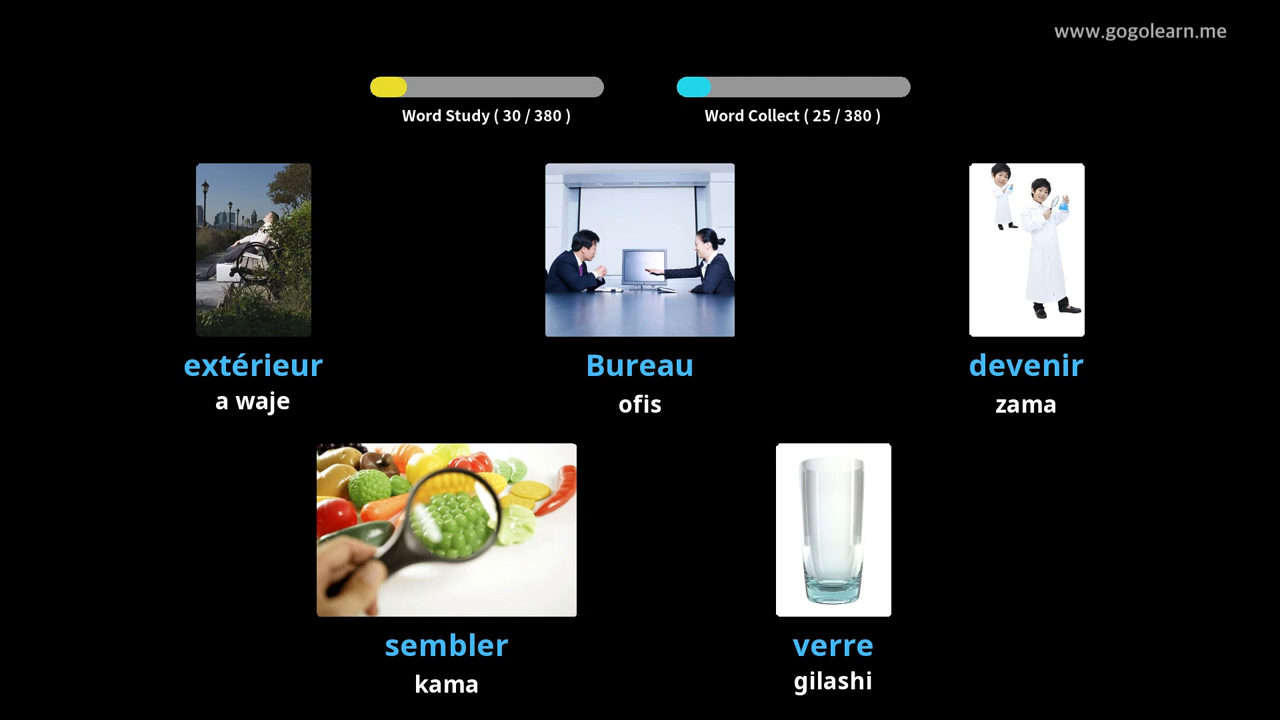 www.gogolearn.me
Word Study ( 30 / 380 )
Word Collect ( 25 / 380 )
extérieur
a waje
Bureau
ofis
devenir
zama
sembler
kama
verre
gilashi